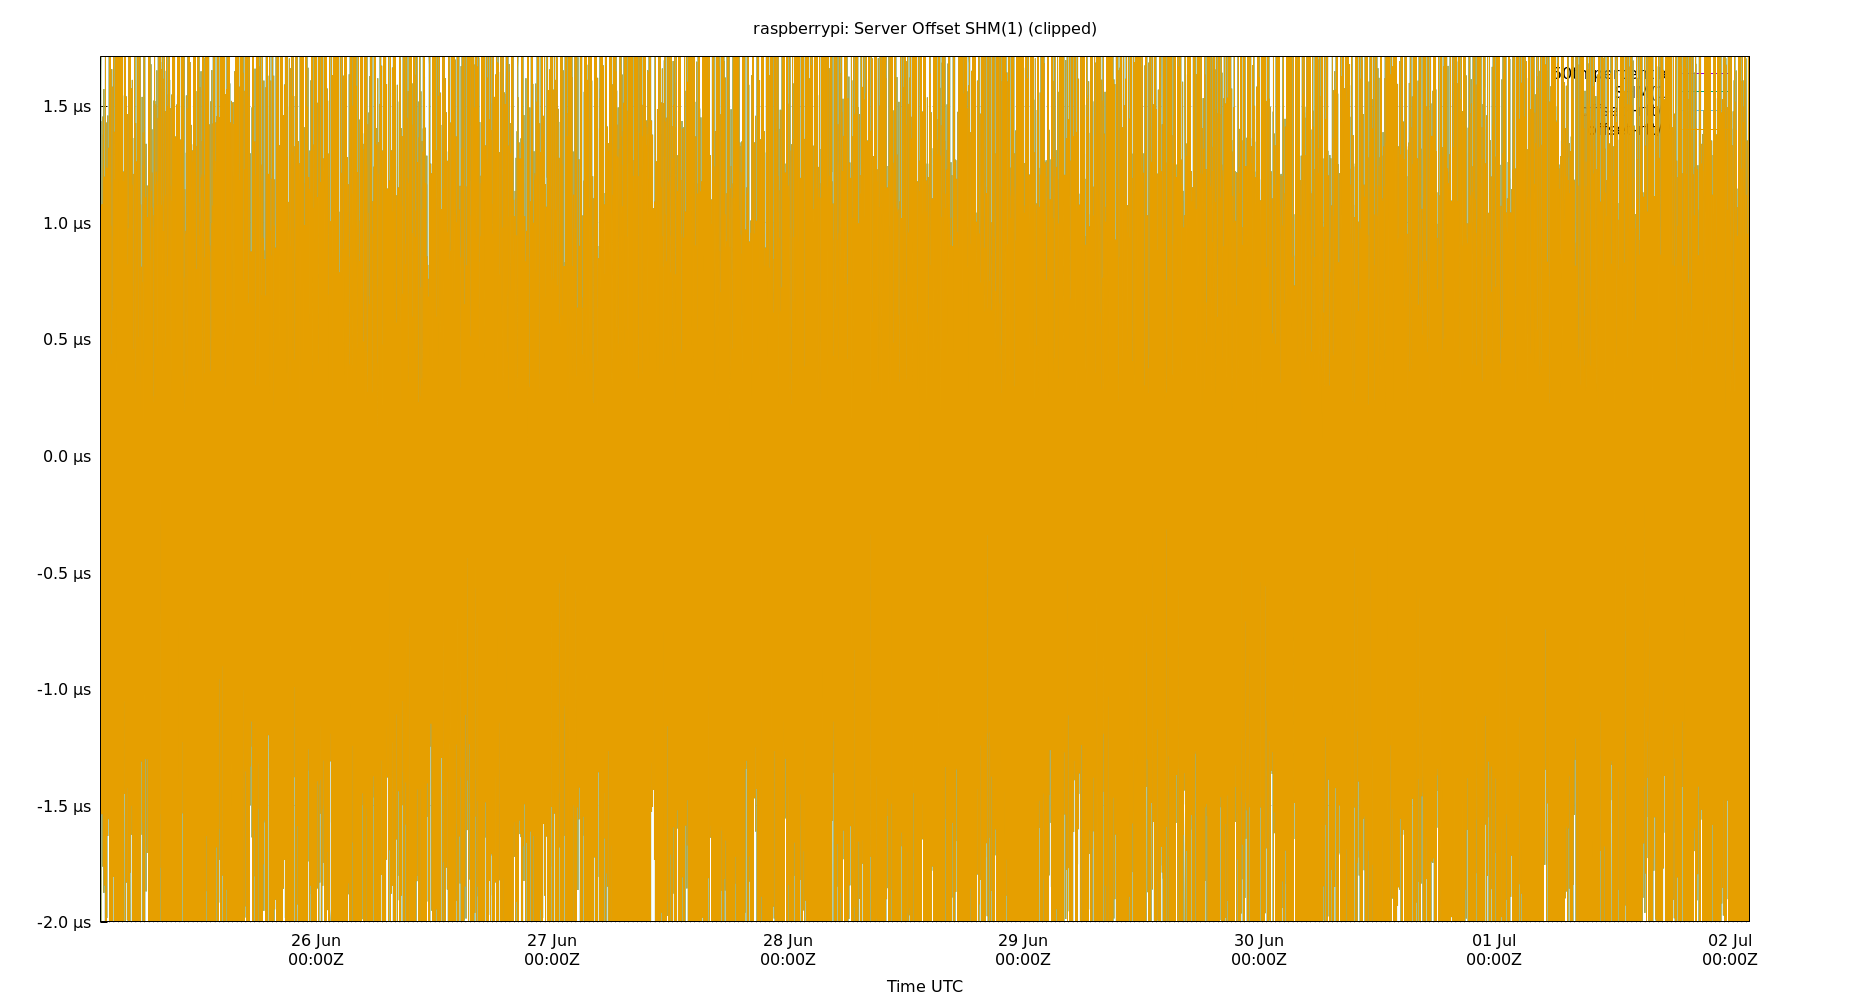 raspberrypi: Server Offset SHM(1) (clipped)
1.5 µs
1.0 µs
0.5 µs
0.0 µs
-0.5 µs
-1.0 µs
-1.5 µs
-2.0 µs
26 Jun 27 Jun 28 Jun 29 Jun 30 Jun 01 Jul 02 Jul
00:00Z 00:00Z 00:00Z 00:00Z 00:00Z 00:00Z 00:00Z
Time UTC